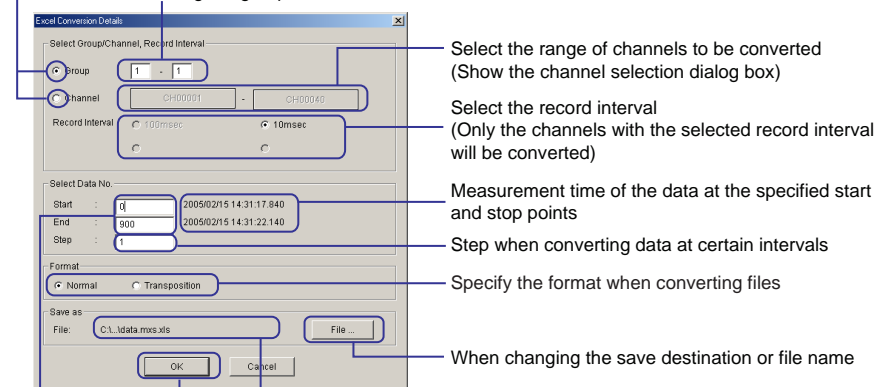 Excel Conversion Details
Select Group/Channel, Record Interval
Group 1 - 1
Select the range of channels to be converted
(Show the channel selection dialog box)
Channel CH00001 - CH00040
Select the record interval
Record Interval 100msec 10msec
(Only the channels with the selected record interval
will be converted)
Select Data No.
Measurement time of the data at the specified start
and stop points
Start : 0 2005/02/15 14:31:17.840
End : 900 2005/02/15 14:31:22.140
Step : 1
Step when converting data at certain intervals
Format
Normal Transposition
Specify the format when converting files
Save as
File: C:\...\data.mxs.xls File ...
When changing the save destination or file name
OK Cancel